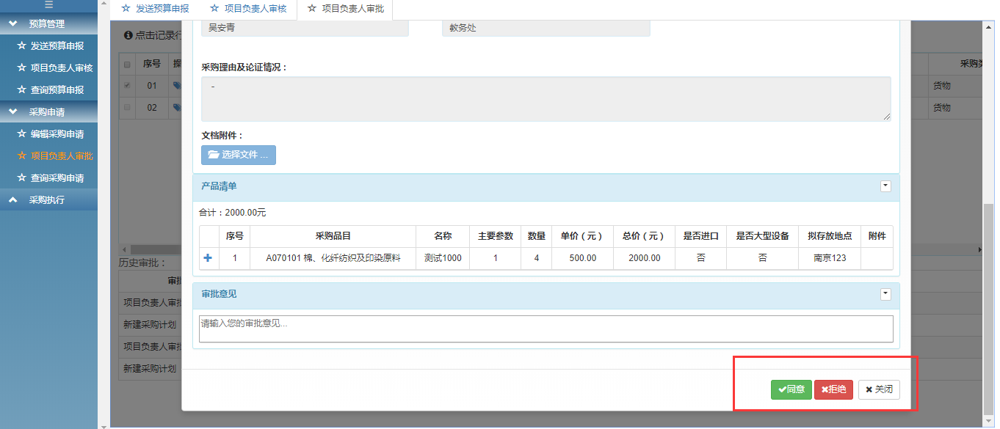 发送预算申报 项目负责人审核 项目负责人审批
预算管理
发送预算申报
项目负责人审核
查询预算申报
采购申请
编辑采购申请
项目负责人审批
查询采购申请
采购执行
点击记录行
序号
01
02
采购类
货物
货物
历史审批：
审批
项目负责人审批
新建采购计划
项目负责人审批
新建采购计划
吴安青 教务处
采购理由及论证情况：
-
文档附件：
选择文件 ...
产品清单
合计：2000.00元
序号 采购品目 名称 主要参数 数量 单价（元） 总价（元） 是否进口 是否大型设备 拟存放地点 附件
1 A070101 棉、化纤纺织及印染原料 测试1000 1 4 500.00 2000.00 否 否 南京123
审批意见
请输入您的审批意见...
同意 拒绝 关闭